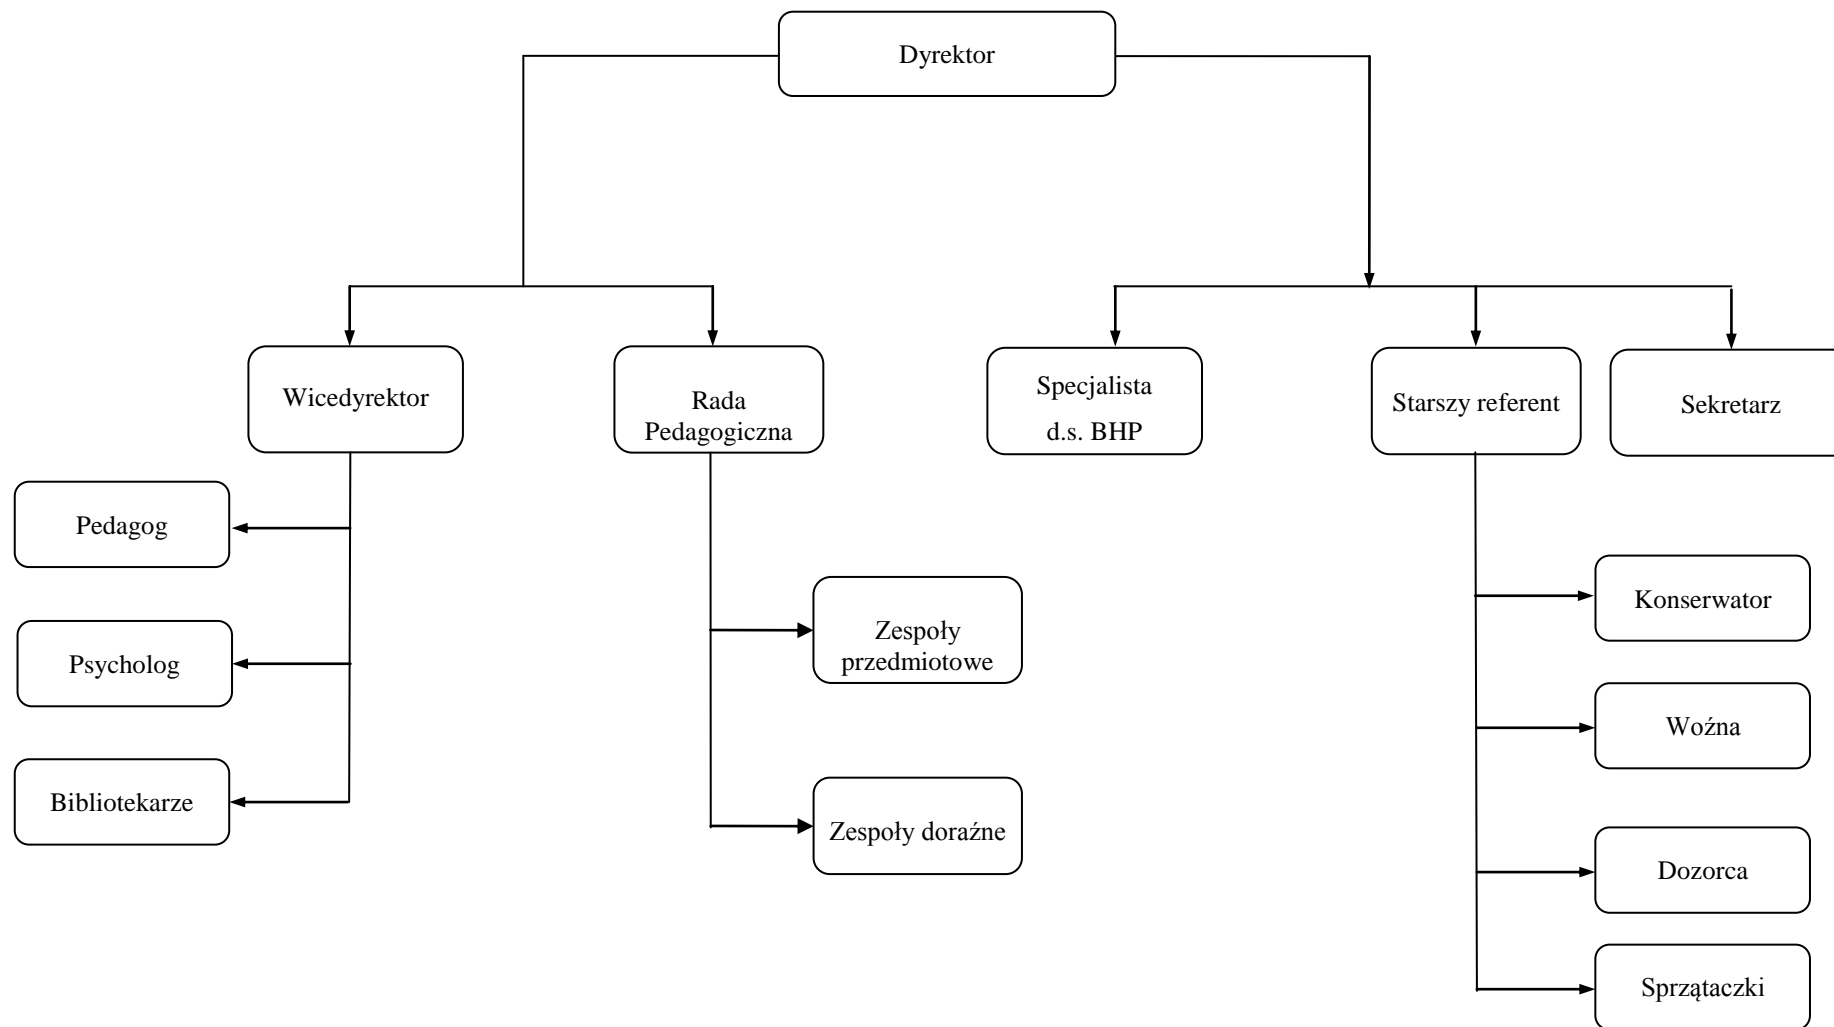 Dyrektor
Wicedyrektor
Rada
Pedagogiczna
Specjalista
d.s. BHP
Starszy referent
Sekretarz
Pedagog
Psycholog
Bibliotekarze
Zespoły
przedmiotowe
Zespoły doraźne
Konserwator
Woźna
Dozorca
Sprzątaczki